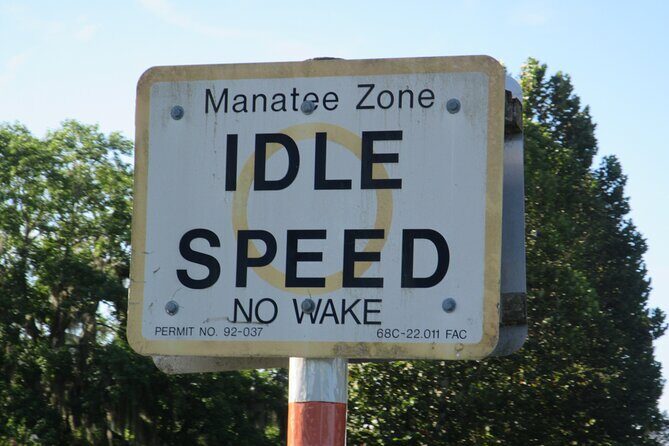 Manatee Zone
IDLE
SPEED
NO WAKE
PERMIT NO. 92-037 68C-22.011 FAC